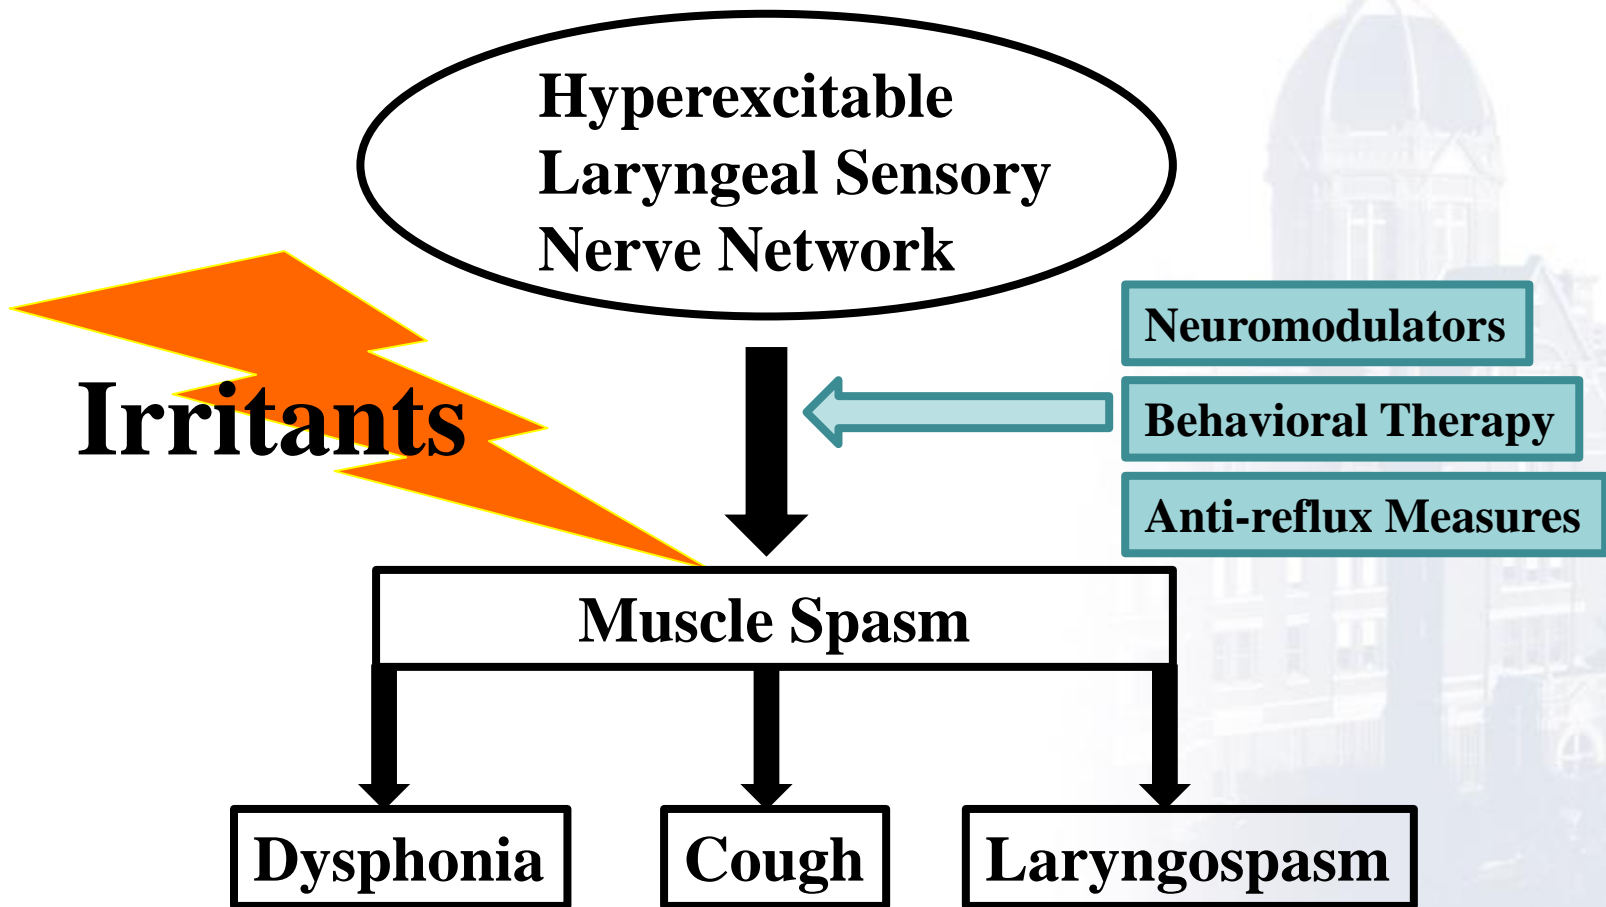 Hyperexcitable
Laryngeal Sensory
Nerve Network
Irritants
Neuromodulators
Behavioral Therapy
Anti-reflux Measures
Muscle Spasm
Dysphonia
Cough
Laryngospasm